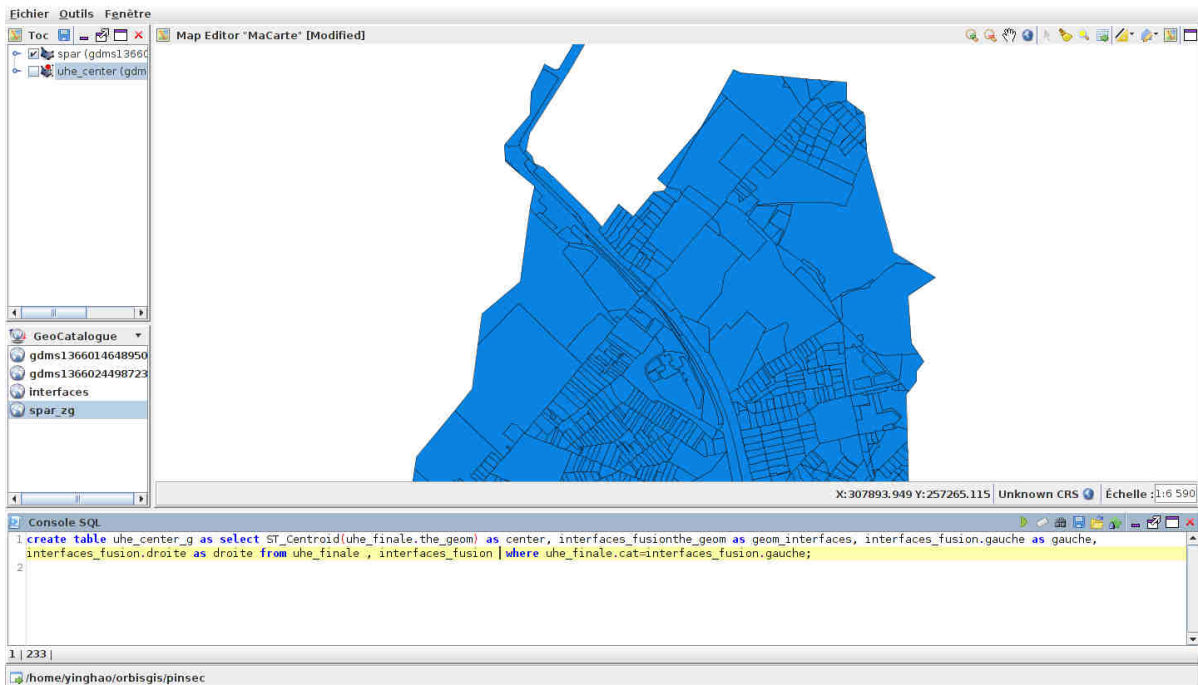 Fichier Outils Fenêtre
Toc
Map Editor "MaCarte" [Modified]
spar (gdms13660
uhe_center (gdm
GeoCatalogue
gdms1366014648950
gdms1366024498723
interfaces
spar_zg
X:307893.949 Y:257265.115 Unknown CRS Échelle : 1:6 590
Console SQL
1 create table uhe_center_g as select ST_Centroid(uhe_finale.the_geom) as center, interfaces_fusionthe_geom as geom_interfaces, interfaces_fusion.gauche as gauche,
interfaces_fusion.droite as droite from uhe_finale , interfaces_fusion where uhe_finale.cat=interfaces_fusion.gauche;
2
1 | 233 |
/home/yinghao/orbisgis/pinsec